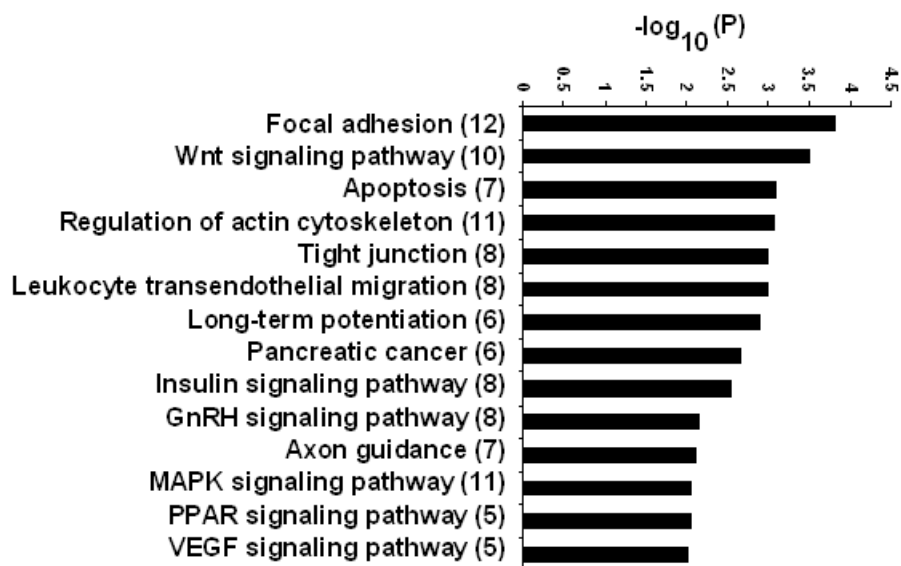 -log10 (P)
0 0.5 1 1.5 2 2.5 3 3.5 4 4.5
Focal adhesion (12)
Wnt signaling pathway (10)
Apoptosis (7)
Regulation of actin cytoskeleton (11)
Tight junction (8)
Leukocyte transendothelial migration (8)
Long-term potentiation (6)
Pancreatic cancer (6)
Insulin signaling pathway (8)
GnRH signaling pathway (8)
Axon guidance (7)
MAPK signaling pathway (11)
PPAR signaling pathway (5)
VEGF signaling pathway (5)